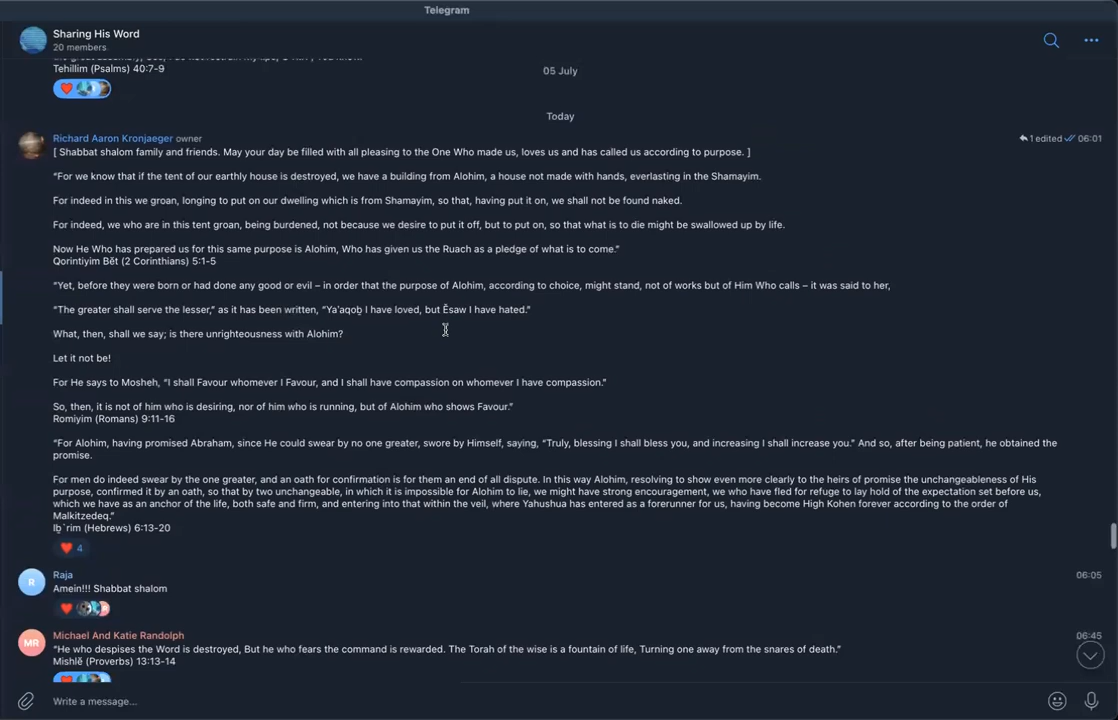 Telegram
Sharing His Word
20 members
Tehillim (Psalms) 40:7-9
05 July
Today
Richard Aaron Kronjaeger owner
1 edited 06:01
[ Shabbat shalom family and friends. May your day be filled with all pleasing to the One Who made us, loves us and has called us according to purpose. ]
“For we know that if the tent of our earthly house is destroyed, we have a building from Alohim, a house not made with hands, everlasting in the Shamayim.
For indeed in this we groan, longing to put on our dwelling which is from Shamayim, so that, having put it on, we shall not be found naked.
For indeed, we who are in this tent groan, being burdened, not because we desire to put it off, but to put on, so that what is to die might be swallowed up by life.
Now He Who has prepared us for this same purpose is Alohim, Who has given us the Ruach as a pledge of what is to come.”
Qorintiyim Bĕt (2 Corinthians) 5:1-5
“Yet, before they were born or had done any good or evil – in order that the purpose of Alohim, according to choice, might stand, not of works but of Him Who calls – it was said to her,
“The greater shall serve the lesser,” as it has been written, “Ya‛aqoḇ I have loved, but Ĕsaw I have hated.”
What, then, shall we say; is there unrighteousness with Alohim?
Let it not be!
For He says to Mosheh, “I shall Favour whomever I Favour, and I shall have compassion on whomever I have compassion.”
So, then, it is not of him who is desiring, nor of him who is running, but of Alohim who shows Favour.”
Romiyim (Romans) 9:11-16
“For Alohim, having promised Abraham, since He could swear by no one greater, swore by Himself, saying, “Truly, blessing I shall bless you, and increasing I shall increase you.” And so, after being patient, he obtained the
promise.
For men do indeed swear by the one greater, and an oath for confirmation is for them an end of all dispute. In this way Alohim, resolving to show even more clearly to the heirs of promise the unchangeableness of His
purpose, confirmed it by an oath, so that by two unchangeable, in which it is impossible for Alohim to lie, we might have strong encouragement, we who have fled for refuge to lay hold of the expectation set before us,
which we have as an anchor of the life, both safe and firm, and entering into that within the veil, where Yahushua has entered as a forerunner for us, having become High Kohen forever according to the order of
Malkitzedeq.”
Iḇ`rim (Hebrews) 6:13-20
4
R
Raja
06:05
Amein!!! Shabbat shalom
MR
Michael And Katie Randolph
06:45
“He who despises the Word is destroyed, But he who fears the command is rewarded. The Torah of the wise is a fountain of life, Turning one away from the snares of death.”
Mishlĕ (Proverbs) 13:13-14
Write a message...